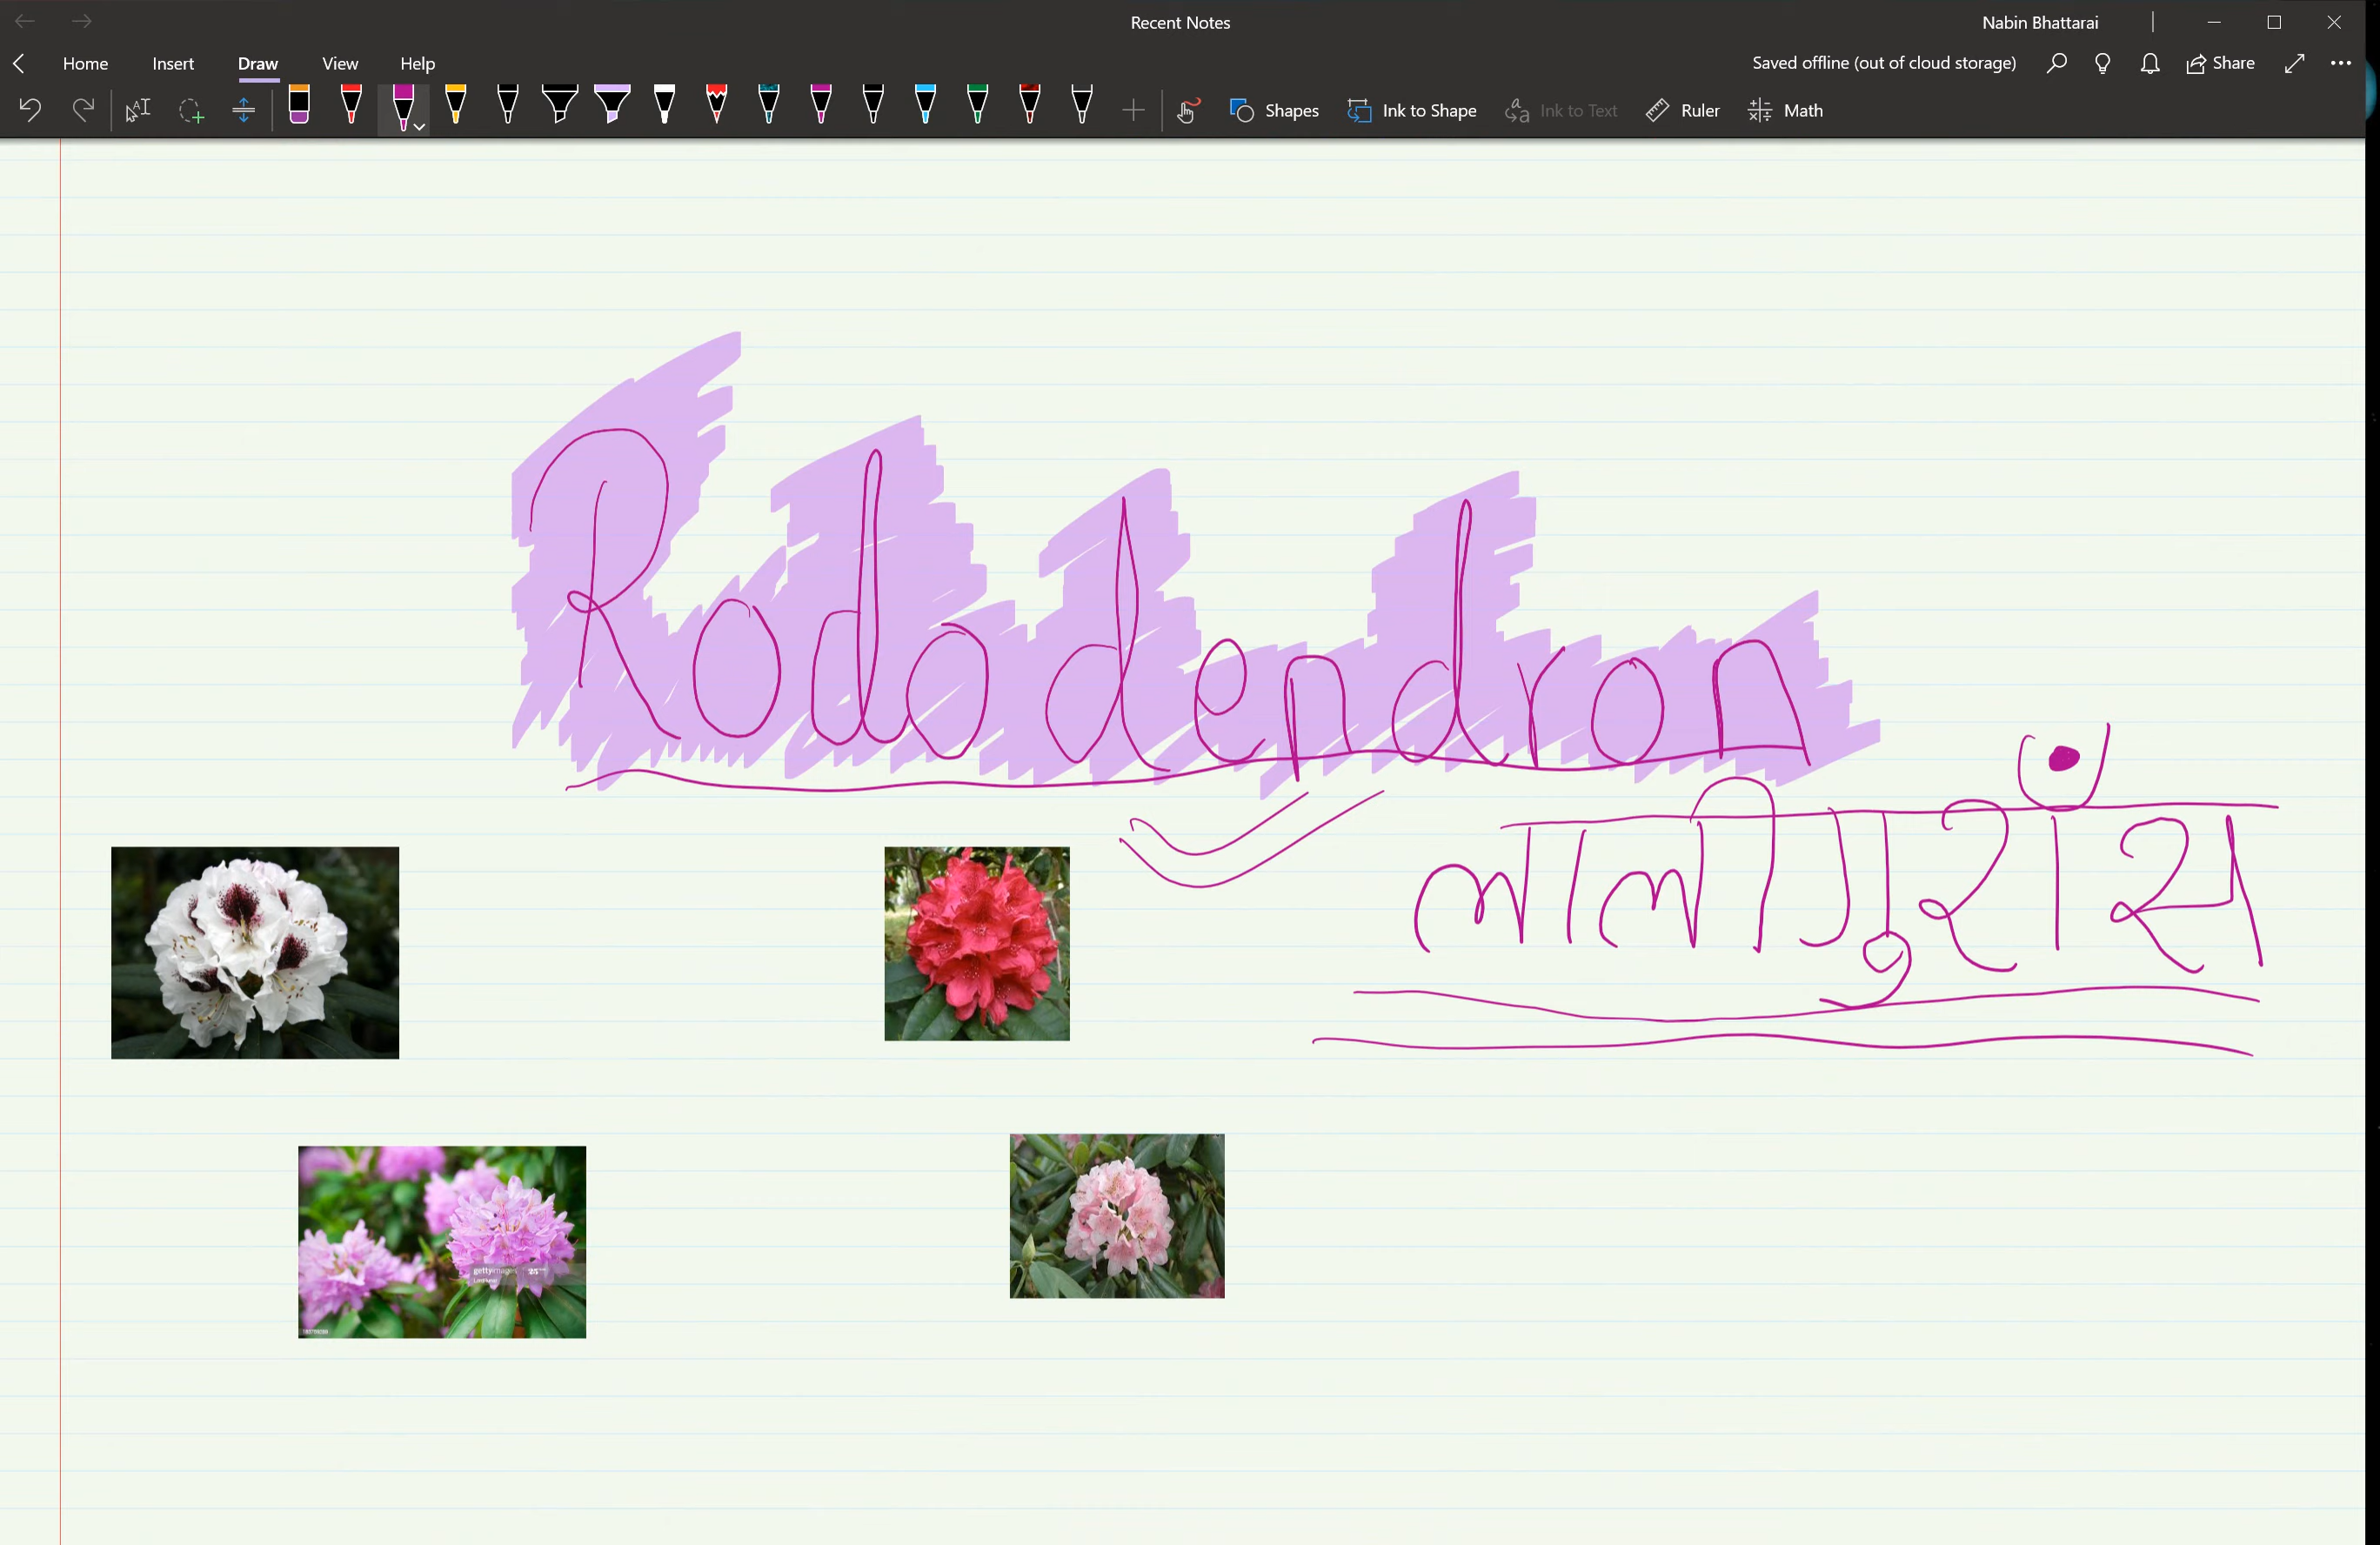 Recent Notes
Nabin Bhattarai
Home Insert Draw View Help
Saved offline (out of cloud storage)
Share
Shapes
Ink to Shape
Ink to Text
Ruler
Math
Rododendron
लालीगुराँस
gettyimages